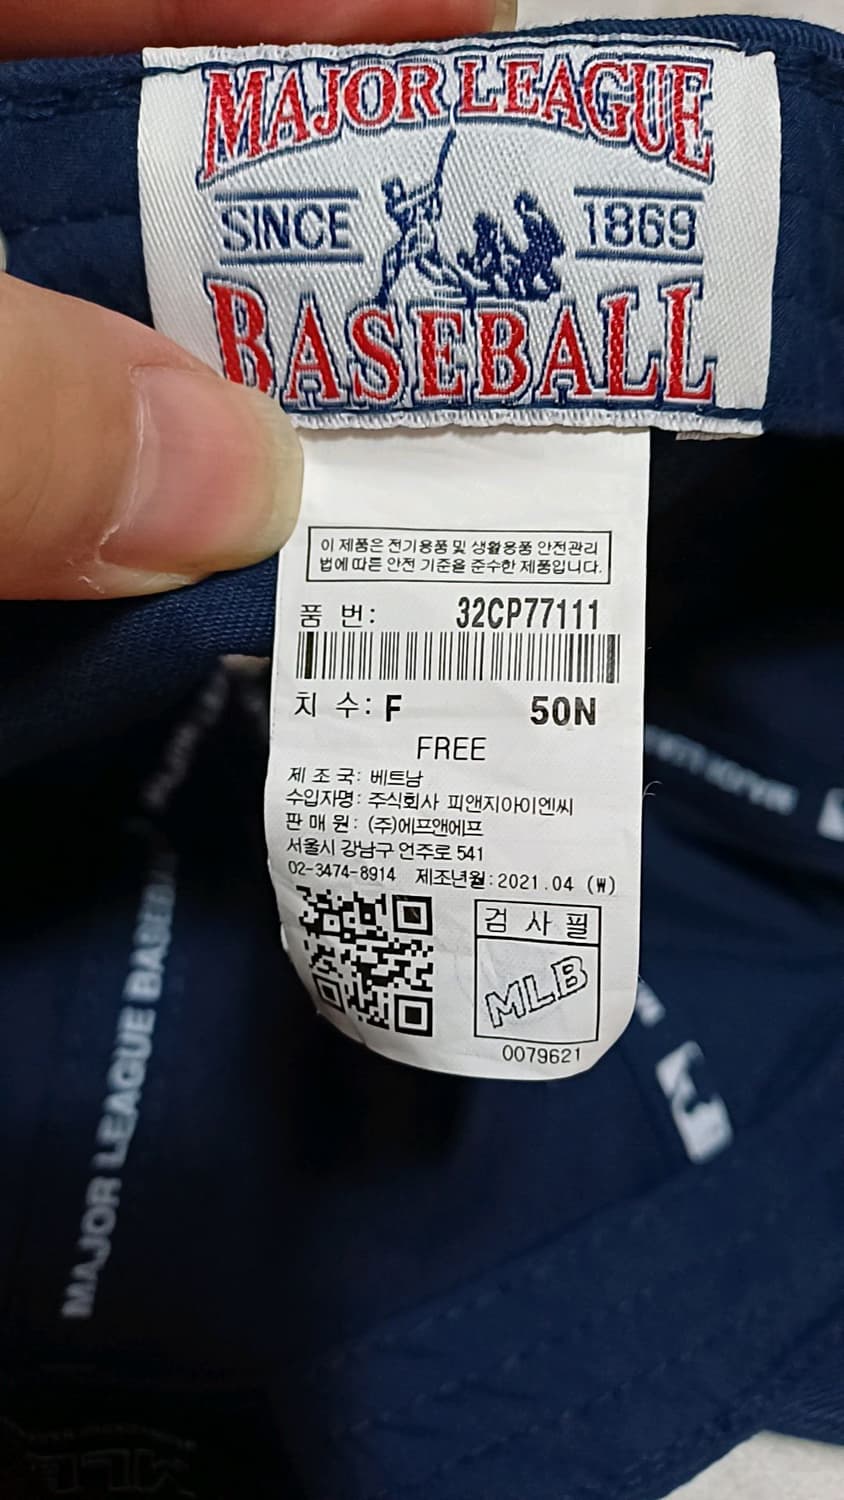 MAJOR LEAGUE
SINCE 1869
BASEBALL
이 제품은 전기용품 및 생활용품 안전관리
법에 따른 안전 기준을 준수한 제품입니다.
품 번: 32CP77111
치 수: F 50N
FREE
제 조 국: 베트남
수입자명: 주식회사 피앤지아이엔씨
판 매 원: (주)에프앤에프
서울시 강남구 언주로 541
02-3474-8914 제조년월: 2021.04 (W)
검 사 필
MLB
0079621
MAJOR LEAGUE BASEBALL